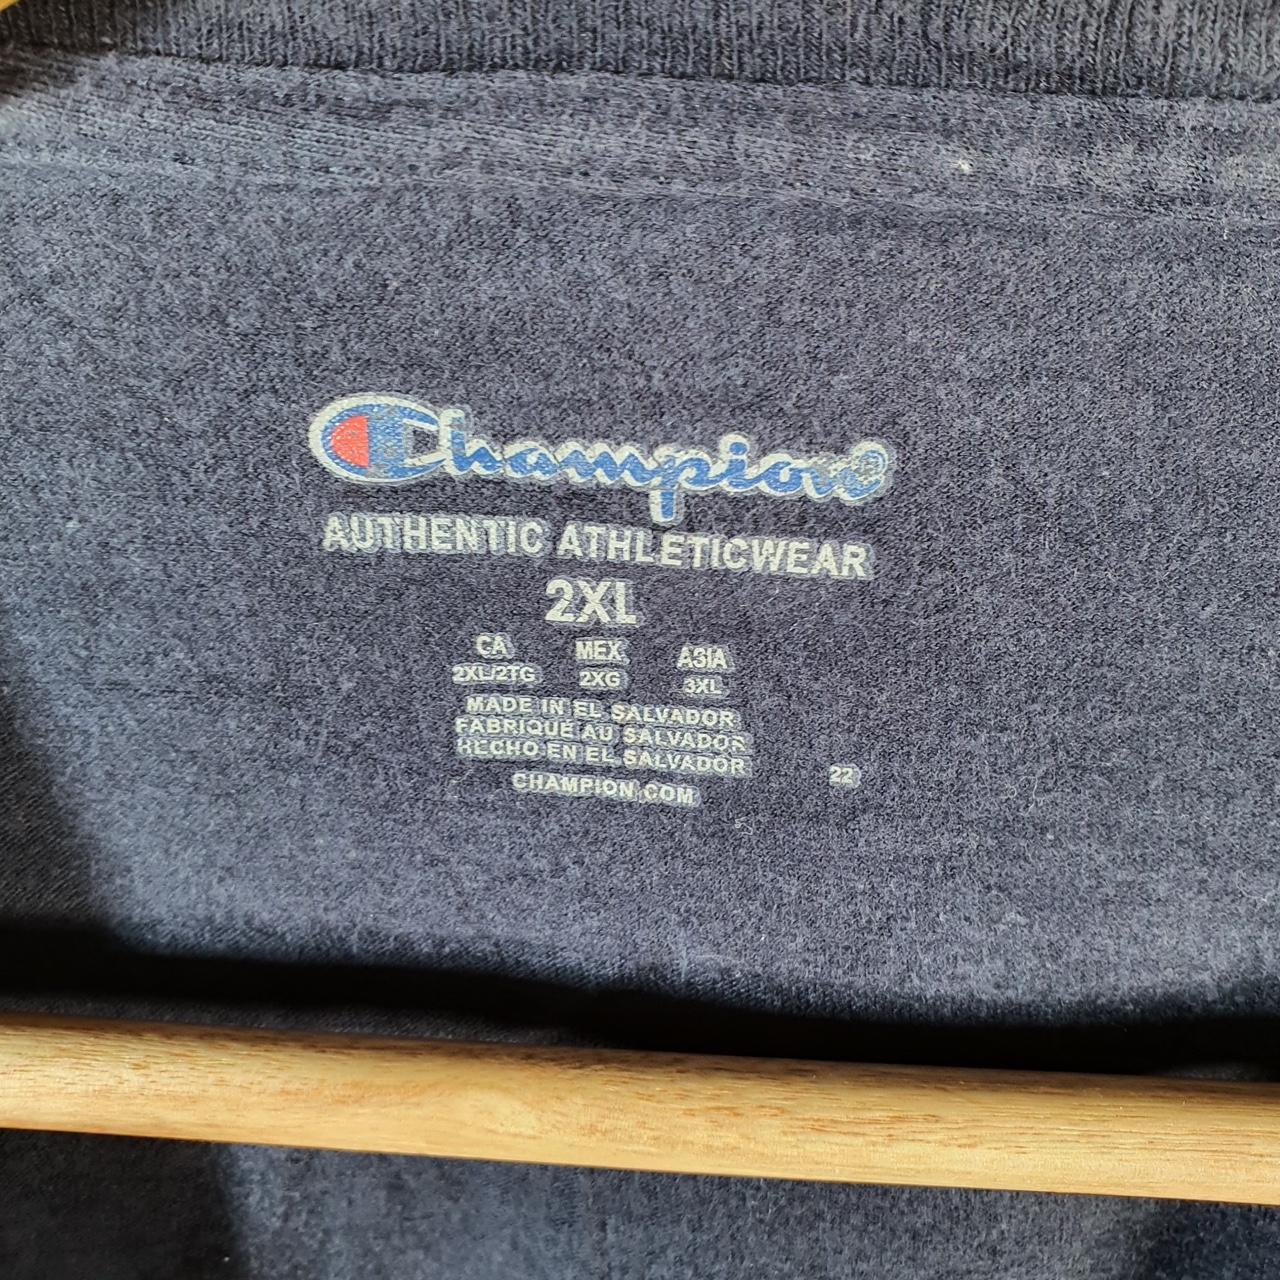 Champion®
AUTHENTIC ATHLETICWEAR
2XL
CA MEX ASIA
2XL/2TG 2XG 3XL
MADE IN EL SALVADOR
FABRIQUÉ AU SALVADOR
HECHO EN EL SALVADOR
22
CHAMPION.COM